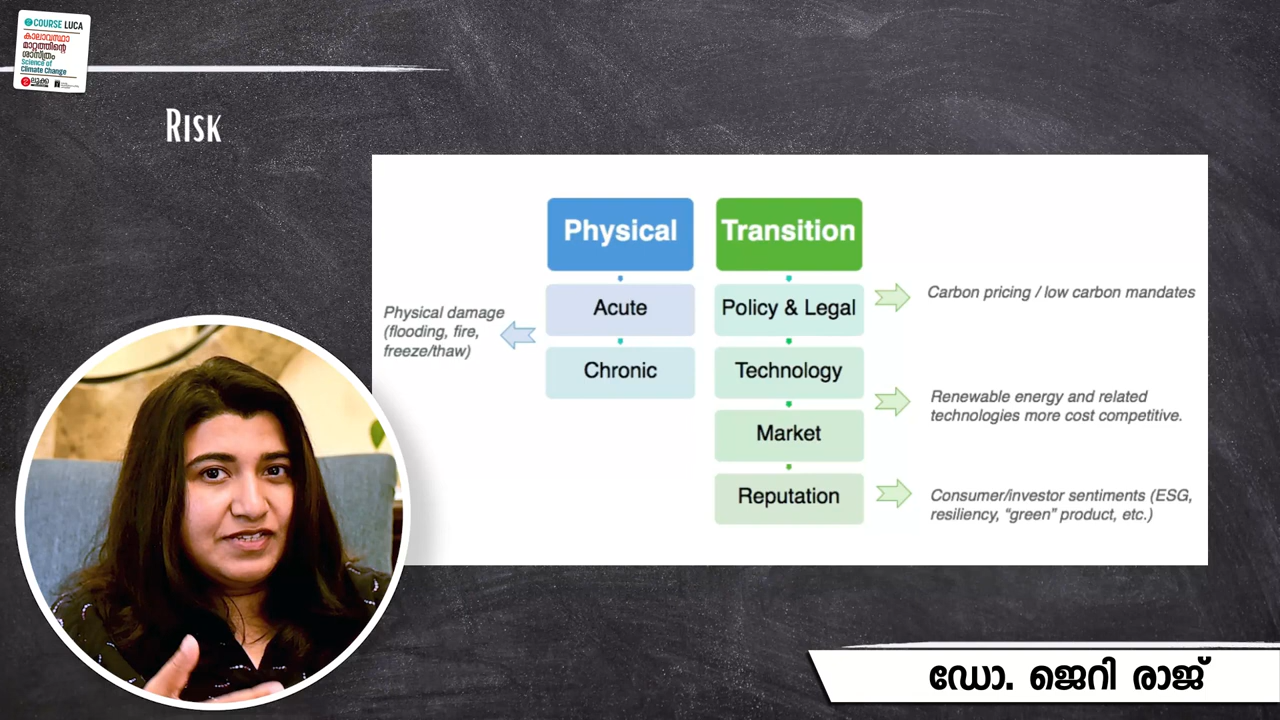 COURSE LUCA
കാലാവസ്ഥാ
മാറ്റത്തിന്റെ
ശാസ്ത്രം
Science of
Climate Change
ലൂക്ക
RISK
Physical
Transition
Acute
Chronic
Physical damage
(flooding, fire,
freeze/thaw)
Policy & Legal
Technology
Market
Reputation
Carbon pricing / low carbon mandates
Renewable energy and related
technologies more cost competitive.
Consumer/investor sentiments (ESG,
resiliency, “green” product, etc.)
ഡോ. ജെറി രാജ്